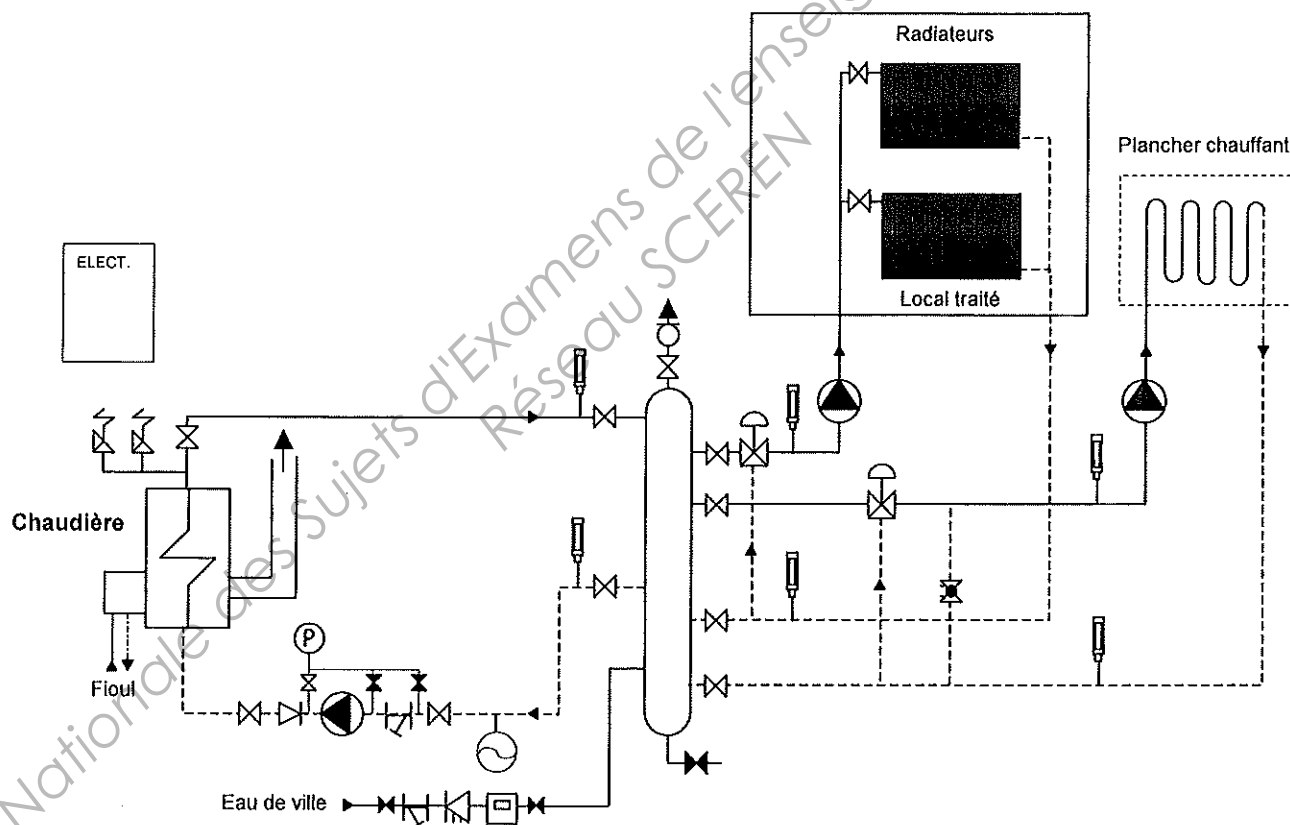 Nationale des Sujets d'Examens de l'enseig
Réseau SCEREN
Radiateurs
Local traité
Plancher chauffant
ELECT.
Chaudière
Fioul
P
Eau de ville